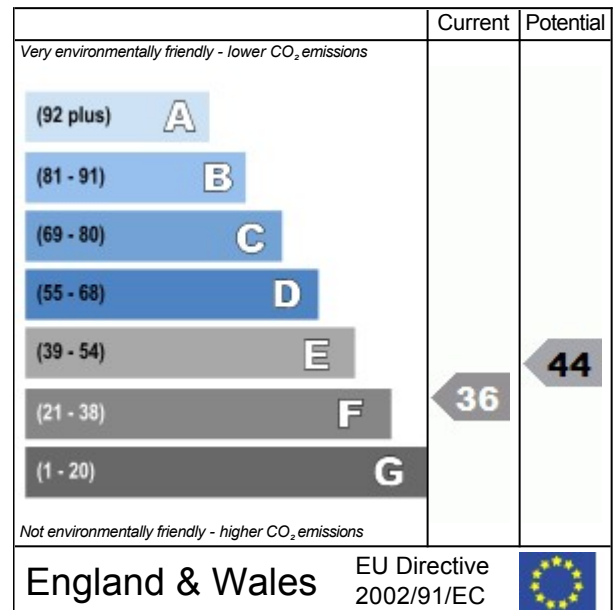 Current Potential
Very environmentally friendly - lower CO₂ emissions
(92 plus) A
(81 - 91) B
(69 - 80) C
(55 - 68) D
(39 - 54) E
44
36
(21 - 38) F
(1 - 20) G
Not environmentally friendly - higher CO₂ emissions
England & Wales
EU Directive
2002/91/EC